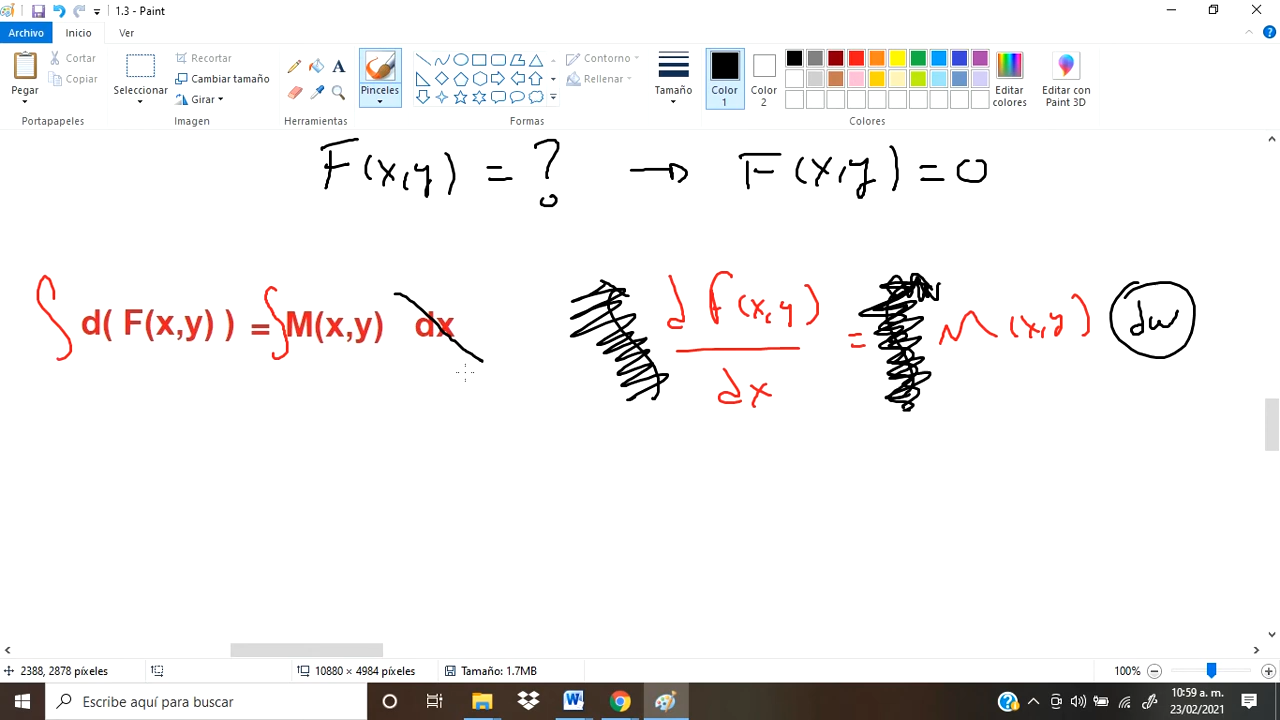 1.3 - Paint
Archivo Inicio Ver
Pegar
Cortar
Copiar
Portapapeles
Seleccionar
Recortar
Cambiar tamaño
Girar
Imagen
A
Herramientas
Pinceles
Contorno
Rellenar
Formas
Tamaño
Color 1
Color 2
Editar colores
Editar con Paint 3D
Colores
F(x,y) = ? → F(x,y) = 0
∫ d( F(x,y) ) = ∫ M(x,y) dx
d F(x,y)
= M(x,y) dw
dx
2388, 2878 píxeles
10880 × 4984 píxeles
Tamaño: 1.7MB
100%
Escribe aquí para buscar
10:59 a. m.
23/02/2021